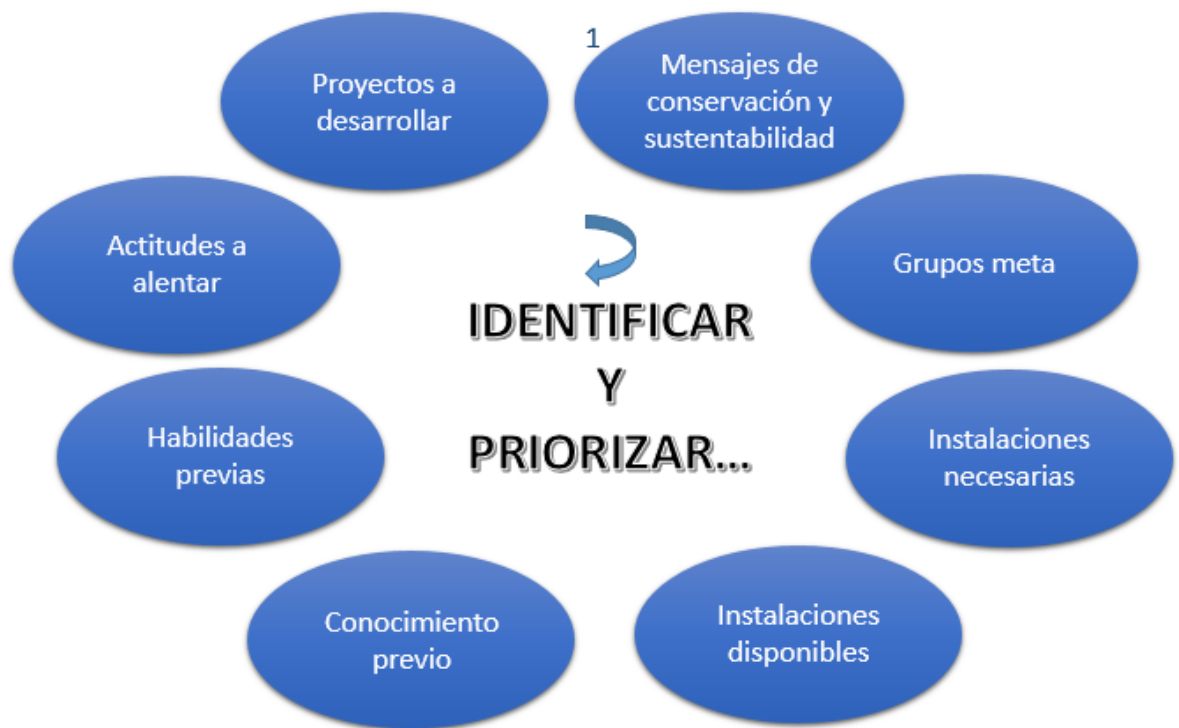 1
Mensajes de
conservación y
sustentabilidad
Grupos meta
Instalaciones
necesarias
Instalaciones
disponibles
Conocimiento
previo
Habilidades
previas
Actitudes a
alentar
Proyectos a
desarrollar
IDENTIFICAR
Y
PRIORIZAR...